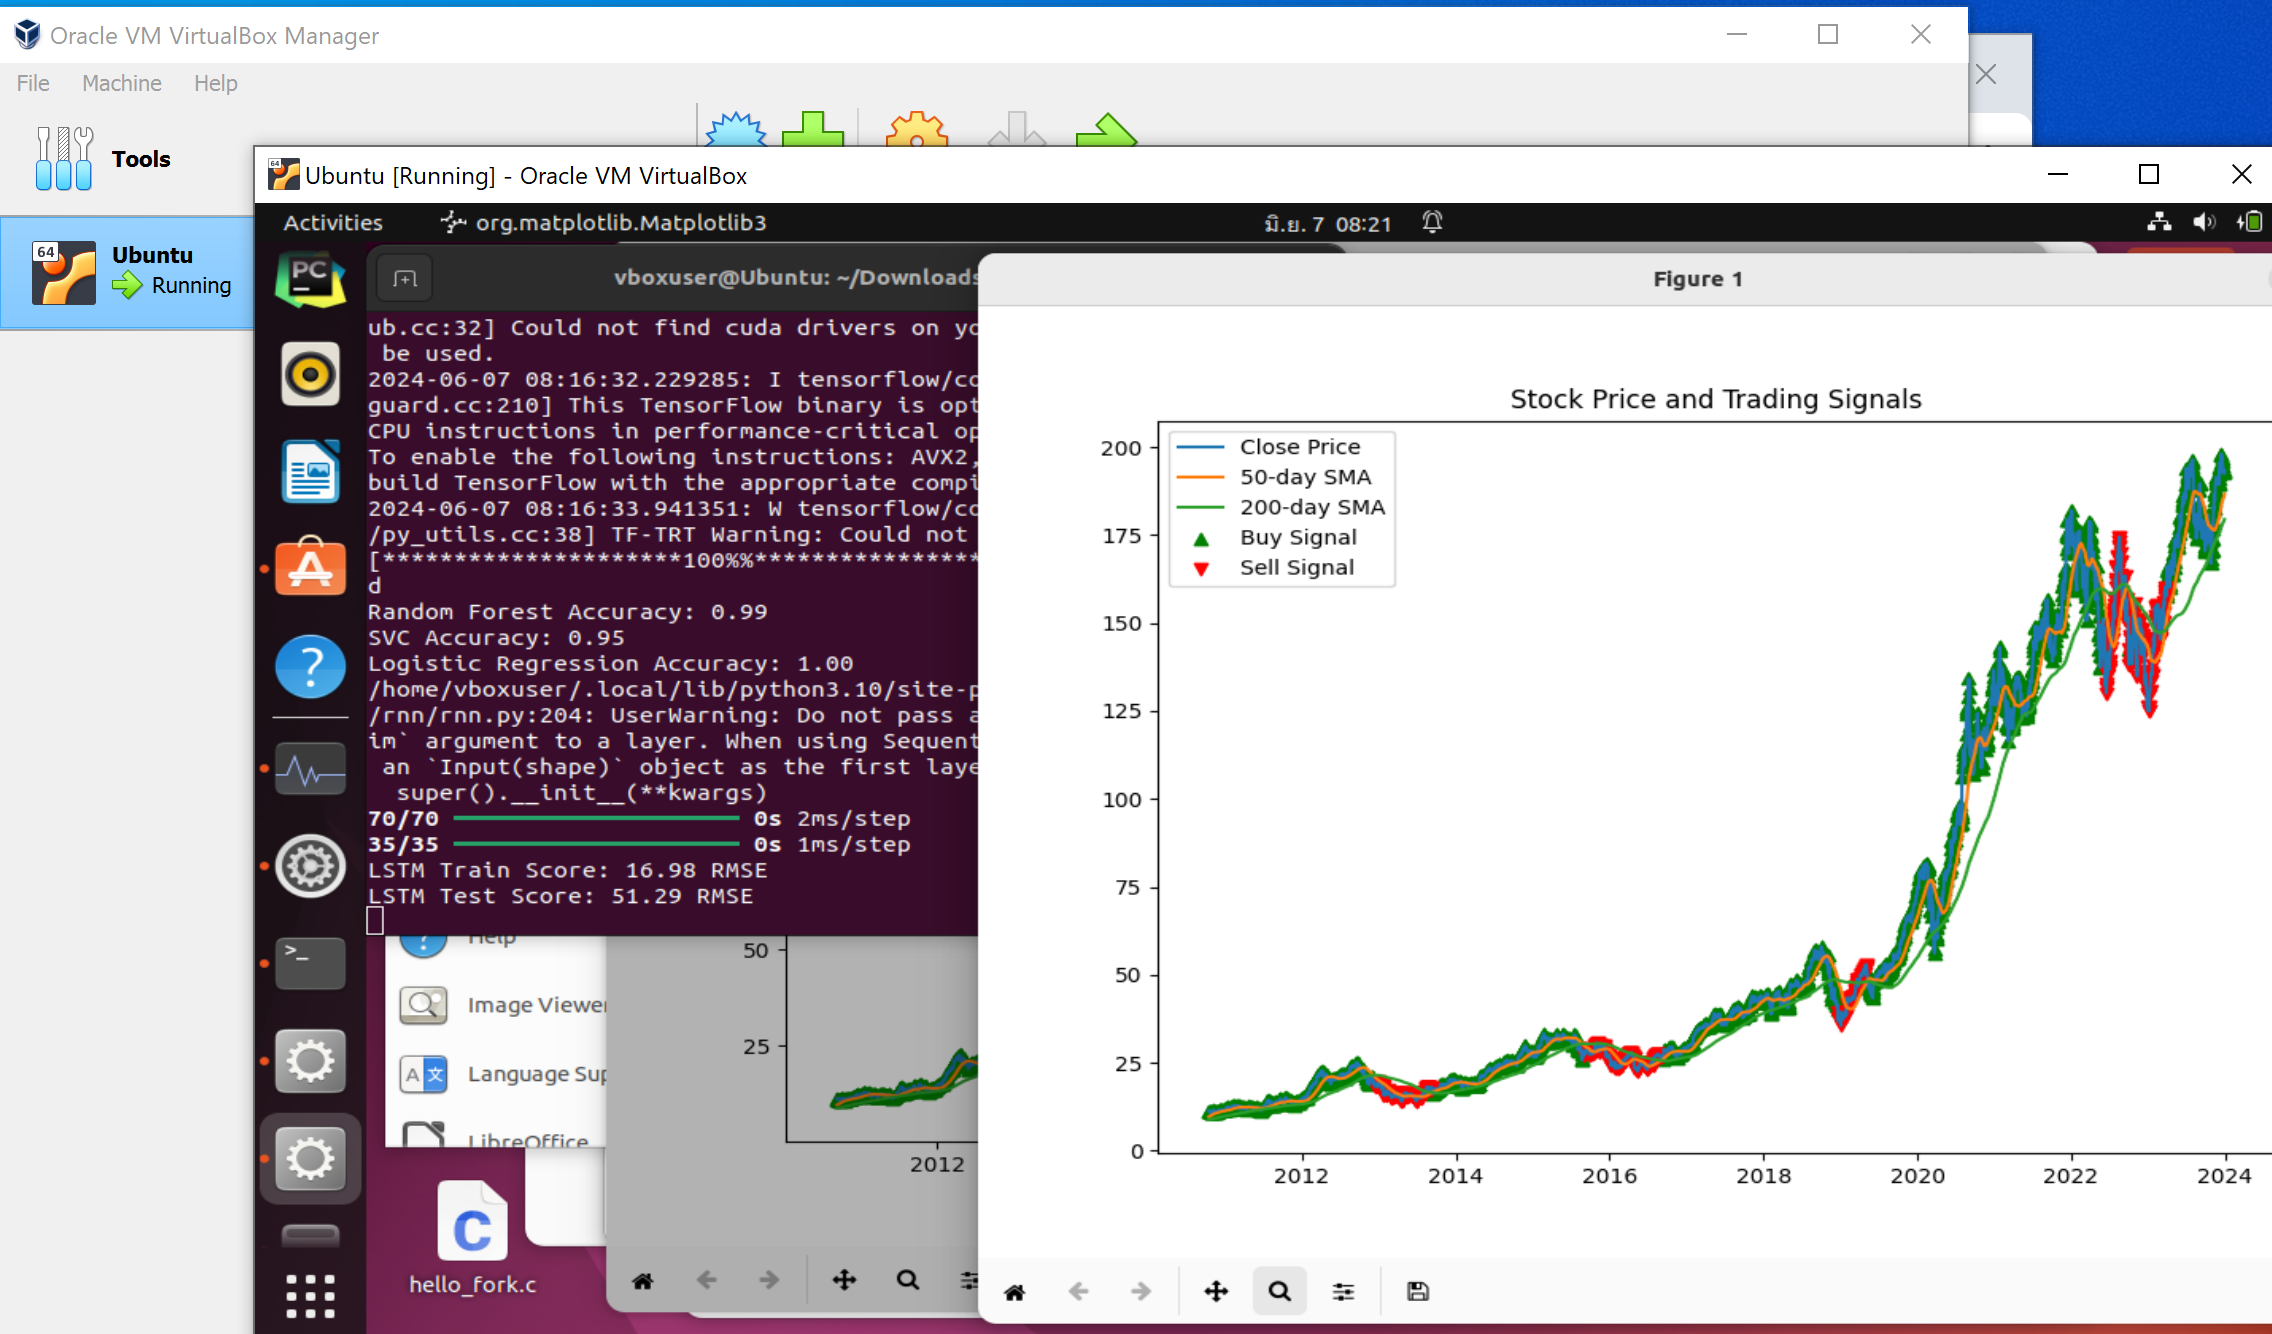 Oracle VM VirtualBox Manager
File Machine Help
Tools
64
Ubuntu
Running
64
Ubuntu [Running] - Oracle VM VirtualBox
Activities
org.matplotlib.Matplotlib3
มิ.ย. 7 08:21
PC
vboxuser@Ubuntu: ~/Downloads
ub.cc:32] Could not find cuda drivers on yo
be used.
2024-06-07 08:16:32.229285: I tensorflow/co
guard.cc:210] This TensorFlow binary is opt
CPU instructions in performance-critical op
To enable the following instructions: AVX2,
build TensorFlow with the appropriate compi
2024-06-07 08:16:33.941351: W tensorflow/co
/py_utils.cc:38] TF-TRT Warning: Could not
[**********************100%%****************
d
Random Forest Accuracy: 0.99
SVC Accuracy: 0.95
Logistic Regression Accuracy: 1.00
/home/vboxuser/.local/lib/python3.10/site-p
/rnn/rnn.py:204: UserWarning: Do not pass a
im` argument to a layer. When using Sequent
an `Input(shape)` object as the first laye
super().__init__(**kwargs)
70/70 0s 2ms/step
35/35 0s 1ms/step
LSTM Train Score: 16.98 RMSE
LSTM Test Score: 51.29 RMSE
Help
Image Viewer
Language Sup
LibreOffice
50
25
2012
hello_fork.c
Figure 1
Stock Price and Trading Signals
Close Price
50-day SMA
200-day SMA
Buy Signal
Sell Signal
200
175
150
125
100
75
50
25
0
2012 2014 2016 2018 2020 2022 2024